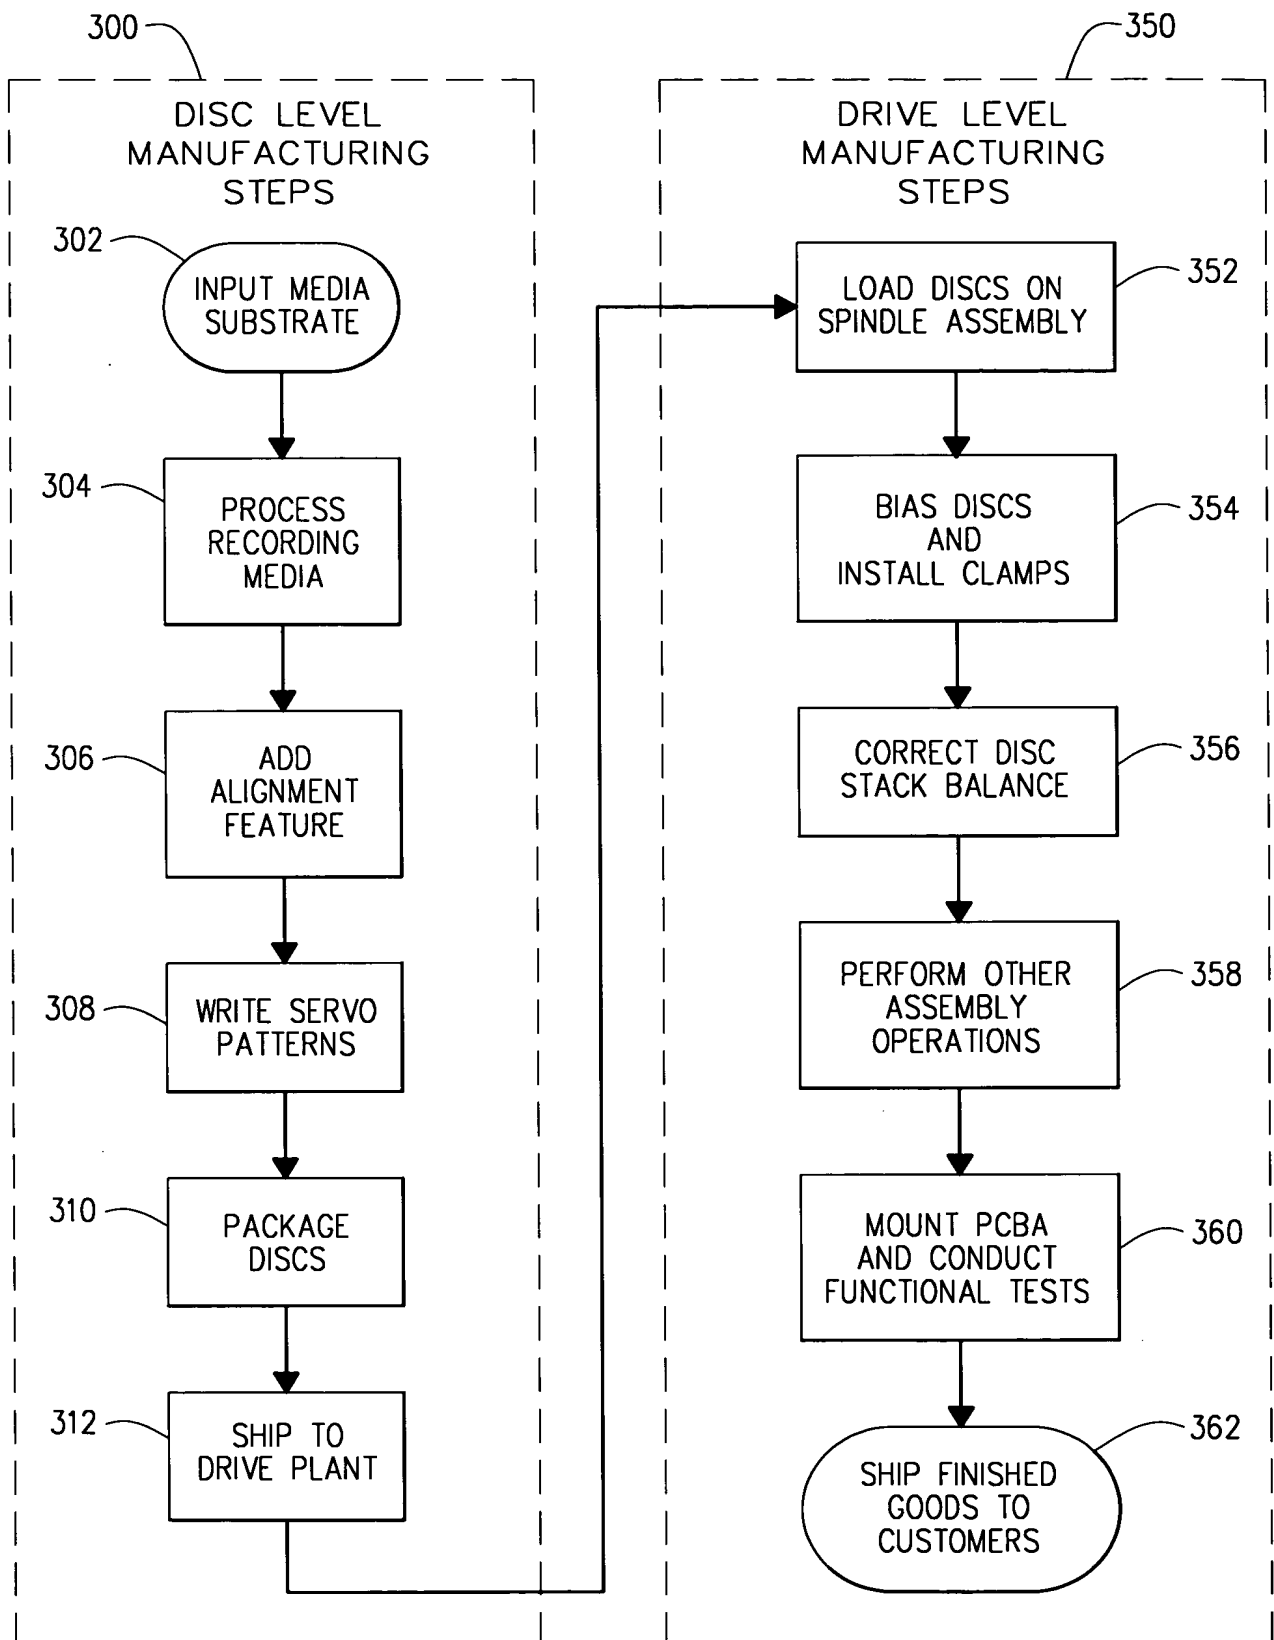 300
DISC LEVEL
MANUFACTURING
STEPS
302
INPUT MEDIA
SUBSTRATE
304
PROCESS
RECORDING
MEDIA
306
ADD
ALIGNMENT
FEATURE
308
WRITE SERVO
PATTERNS
310
PACKAGE
DISCS
312
SHIP TO
DRIVE PLANT
350
DRIVE LEVEL
MANUFACTURING
STEPS
352
LOAD DISCS ON
SPINDLE ASSEMBLY
354
BIAS DISCS
AND
INSTALL CLAMPS
356
CORRECT DISC
STACK BALANCE
358
PERFORM OTHER
ASSEMBLY
OPERATIONS
360
MOUNT PCBA
AND CONDUCT
FUNCTIONAL TESTS
362
SHIP FINISHED
GOODS TO
CUSTOMERS